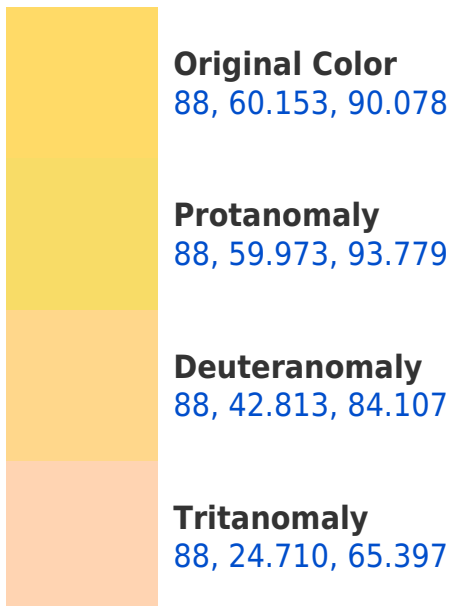 Original Color
88, 60.153, 90.078
Protanomaly
88, 59.973, 93.779
Deuteranomaly
88, 42.813, 84.107
Tritanomaly
88, 24.710, 65.397